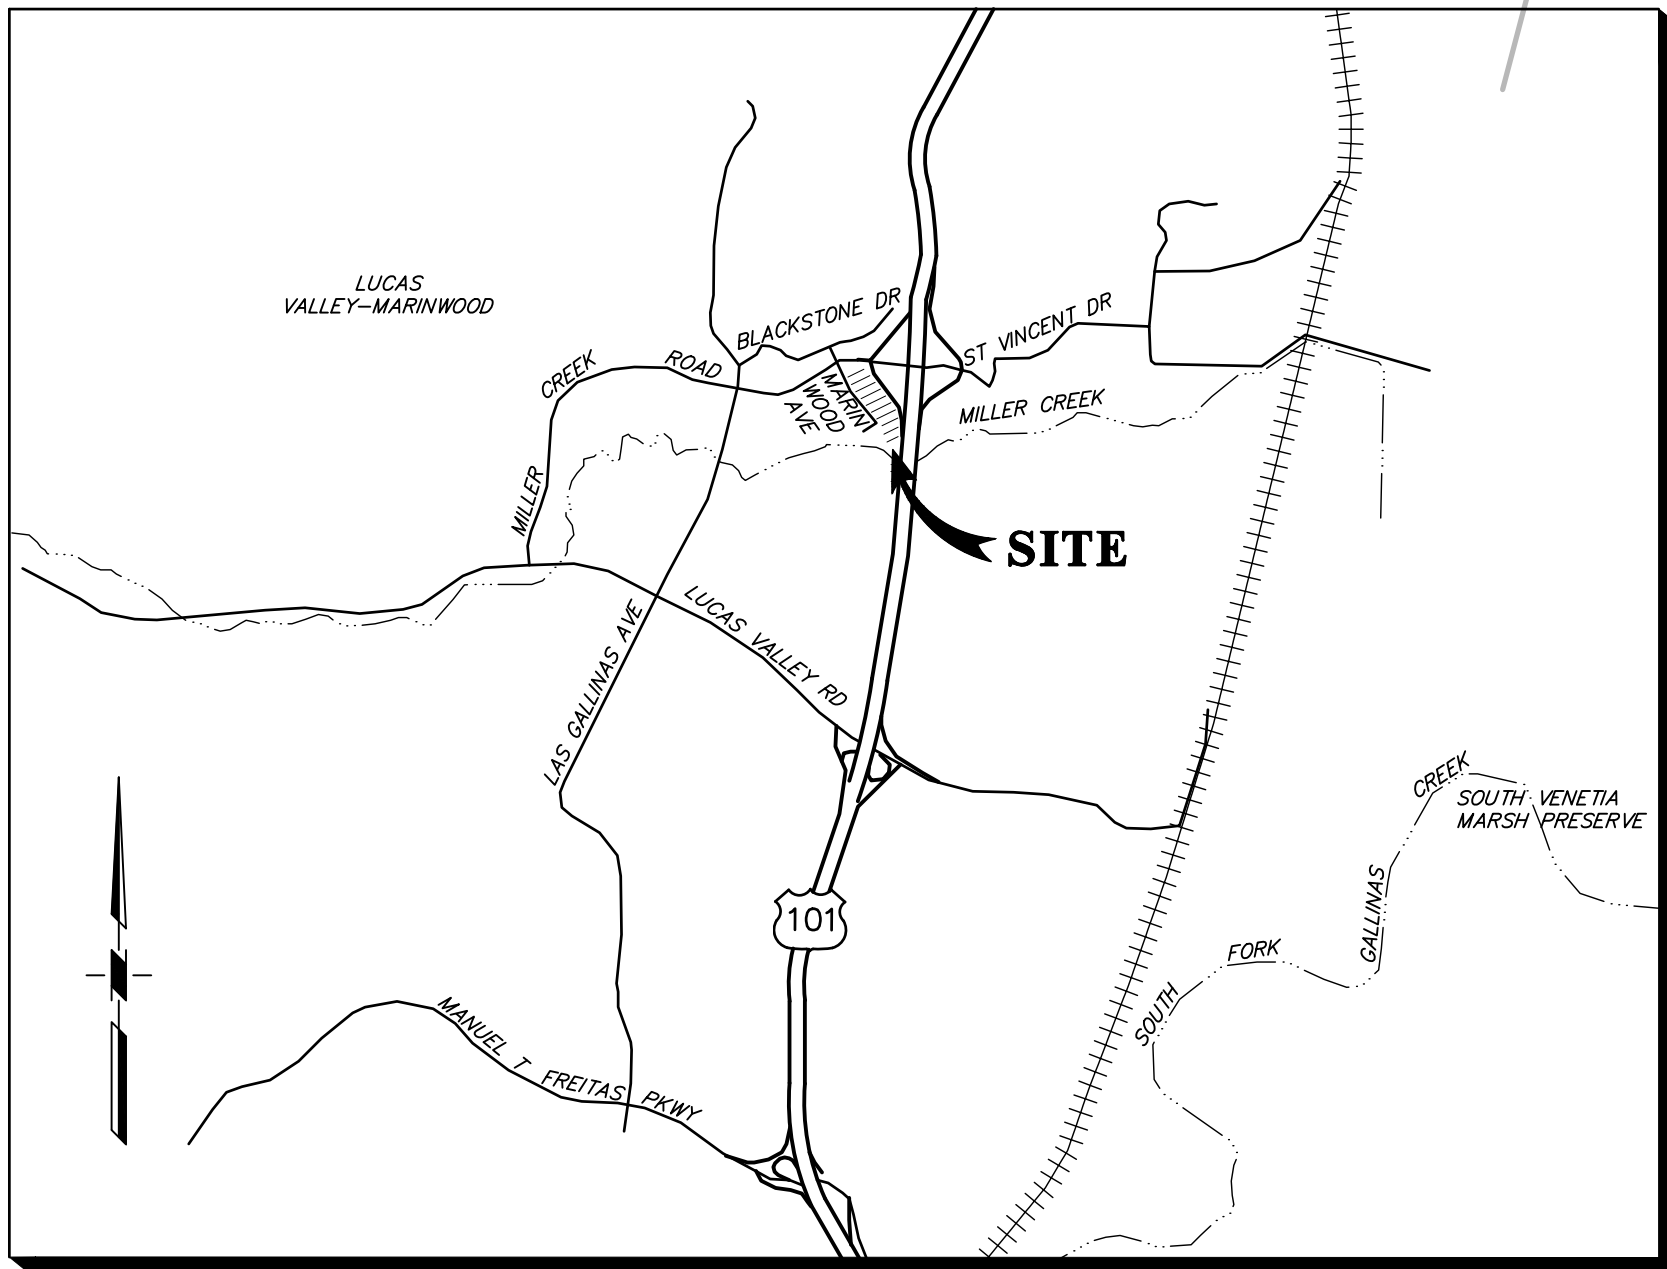 LUCAS
VALLEY-MARINWOOD
BLACKSTONE DR
ST VINCENT DR
CREEK
ROAD
MARIN
WOOD
AVE
MILLER CREEK
MILLER
SITE
LUCAS VALLEY RD
LAS GALLINAS AVE
CREEK
SOUTH VENETIA
MARSH PRESERVE
GALLINAS
101
FORK
SOUTH
MANUEL T FREITAS PKWY